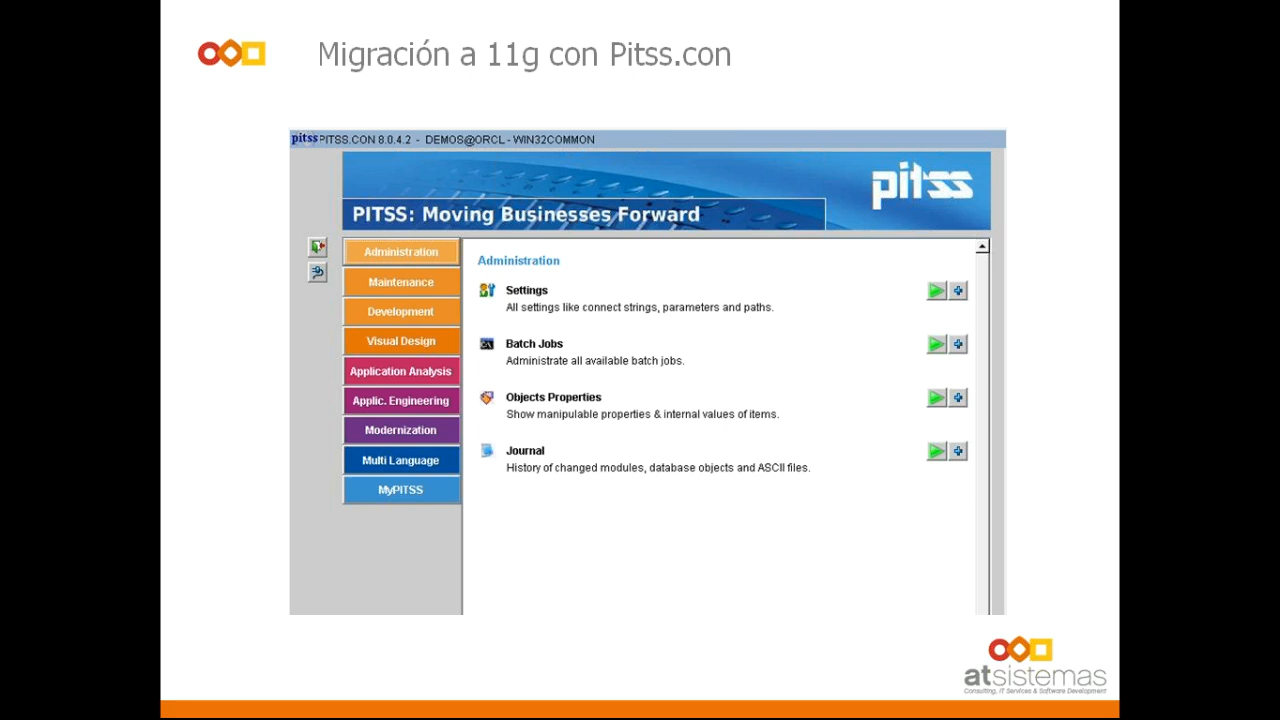 Migración a 11g con Pitss.con
pitss PITSS.CON 8.0.4.2 - DEMOS@ORCL - WIN32COMMON
pitss
PITSS: Moving Businesses Forward
Administration
Maintenance
Development
Visual Design
Application Analysis
Applic. Engineering
Modernization
Multi Language
MyPITSS
Administration
Settings
All settings like connect strings, parameters and paths.
Batch Jobs
Administrate all available batch jobs.
Objects Properties
Show manipulable properties & internal values of items.
Journal
History of changed modules, database objects and ASCII files.
atsistemas
Consulting, IT Services & Software Development